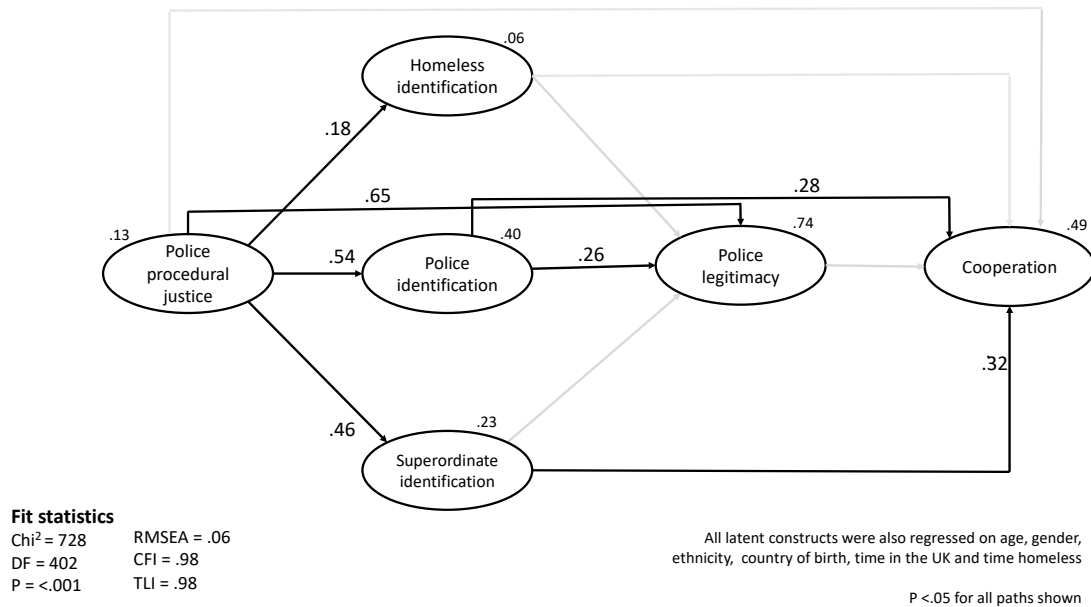 .06
Homeless
identification
.18
.65
.28
.13
Police
procedural
justice
.54
.40
Police
identification
.26
.74
Police
legitimacy
.49
Cooperation
.32
.46
.23
Superordinate
identification
Fit statistics
Chi² = 728
DF = 402
P = <.001
RMSEA = .06
CFI = .98
TLI = .98
All latent constructs were also regressed on age, gender,
ethnicity, country of birth, time in the UK and time homeless
P <.05 for all paths shown